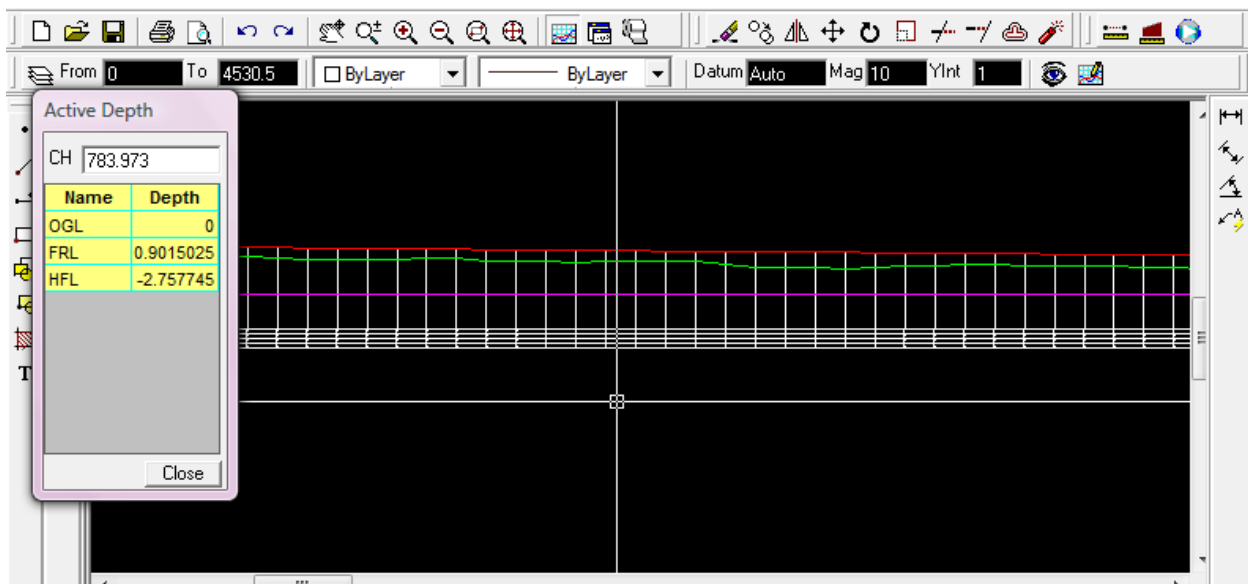 From 0 To 4530.5 ByLayer ByLayer Datum Auto Mag 10 YInt 1
Active Depth
CH 783.973
Name Depth
OGL 0
FRL 0.9015025
HFL -2.757745
T
Close